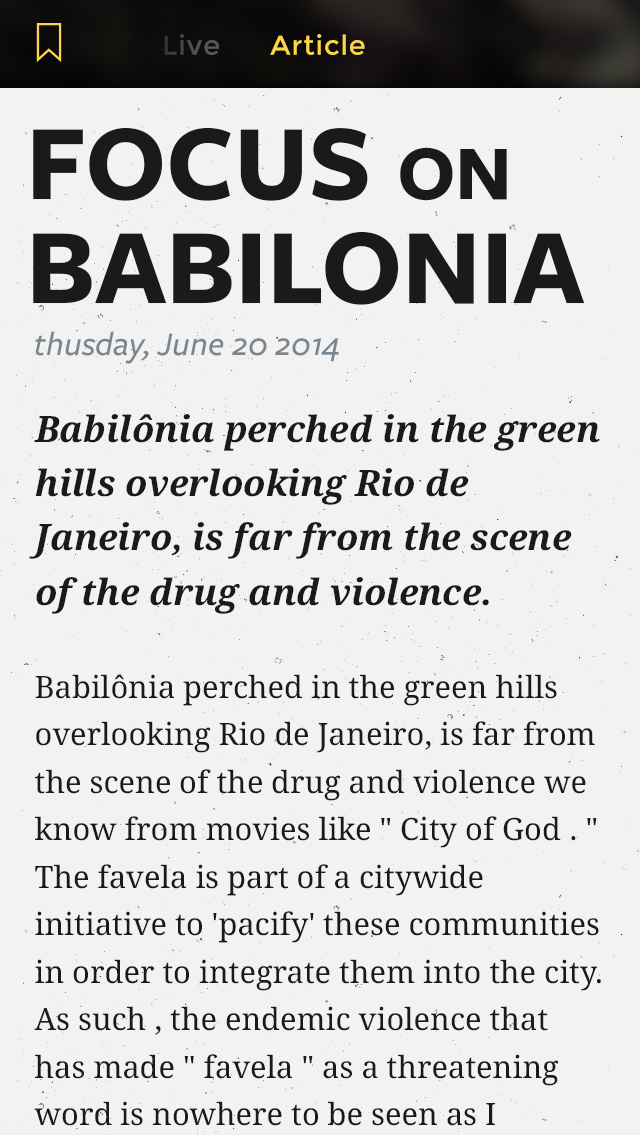 Live Article
FOCUS ON
BABILONIA
thusday, June 20 2014
Babilônia perched in the green
hills overlooking Rio de
Janeiro, is far from the scene
of the drug and violence.
Babilônia perched in the green hills
overlooking Rio de Janeiro, is far from
the scene of the drug and violence we
know from movies like " City of God . "
The favela is part of a citywide
initiative to 'pacify' these communities
in order to integrate them into the city.
As such , the endemic violence that
has made " favela " as a threatening
word is nowhere to be seen as I